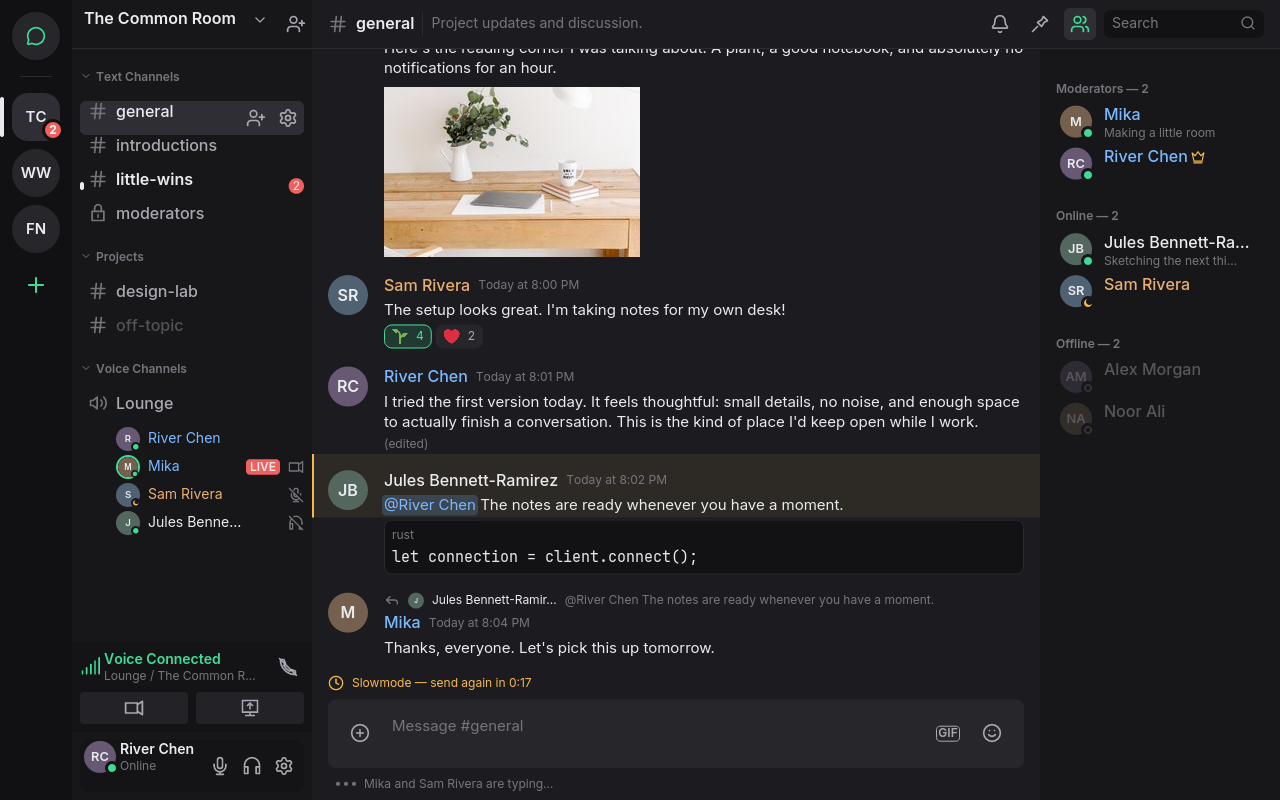 The Common Room
general
Project updates and discussion.
Search
TC
2
WW
FN
Text Channels
general
introductions
little-wins
2
moderators
Projects
design-lab
off-topic
Voice Channels
Lounge
R
River Chen
M
Mika
LIVE
S
Sam Rivera
J
Jules Benne...
Voice Connected
Lounge / The Common R...
RC
River Chen
Online
Here's the reading corner I was talking about. A plant, a good notebook, and absolutely no
notifications for an hour.
SR
Sam Rivera
Today at 8:00 PM
The setup looks great. I'm taking notes for my own desk!
4
2
RC
River Chen
Today at 8:01 PM
I tried the first version today. It feels thoughtful: small details, no noise, and enough space
to actually finish a conversation. This is the kind of place I'd keep open while I work.
(edited)
JB
Jules Bennett-Ramirez
Today at 8:02 PM
@River Chen The notes are ready whenever you have a moment.
rust
let connection = client.connect();
J
Jules Bennett-Ramir...
@River Chen The notes are ready whenever you have a moment.
M
Mika
Today at 8:04 PM
Thanks, everyone. Let's pick this up tomorrow.
Slowmode — send again in 0:17
Message #general
GIF
Mika and Sam Rivera are typing...
Moderators — 2
M
Mika
Making a little room
RC
River Chen
Online — 2
JB
Jules Bennett-Ra...
Sketching the next thi...
SR
Sam Rivera
Offline — 2
AM
Alex Morgan
NA
Noor Ali